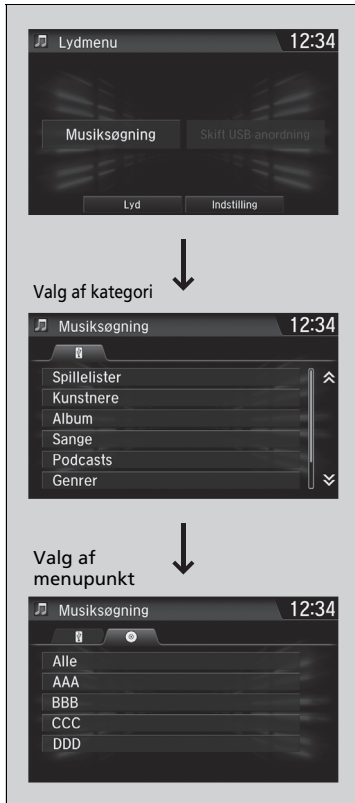 Lydmenu 12:34
Musiksøgning Skift USB anordning
Lyd Indstilling
Valg af kategori
Musiksøgning 12:34
Spillelister
Kunstnere
Album
Sange
Podcasts
Genrer
Valg af
menupunkt
Musiksøgning 12:34
Alle
AAA
BBB
CCC
DDD